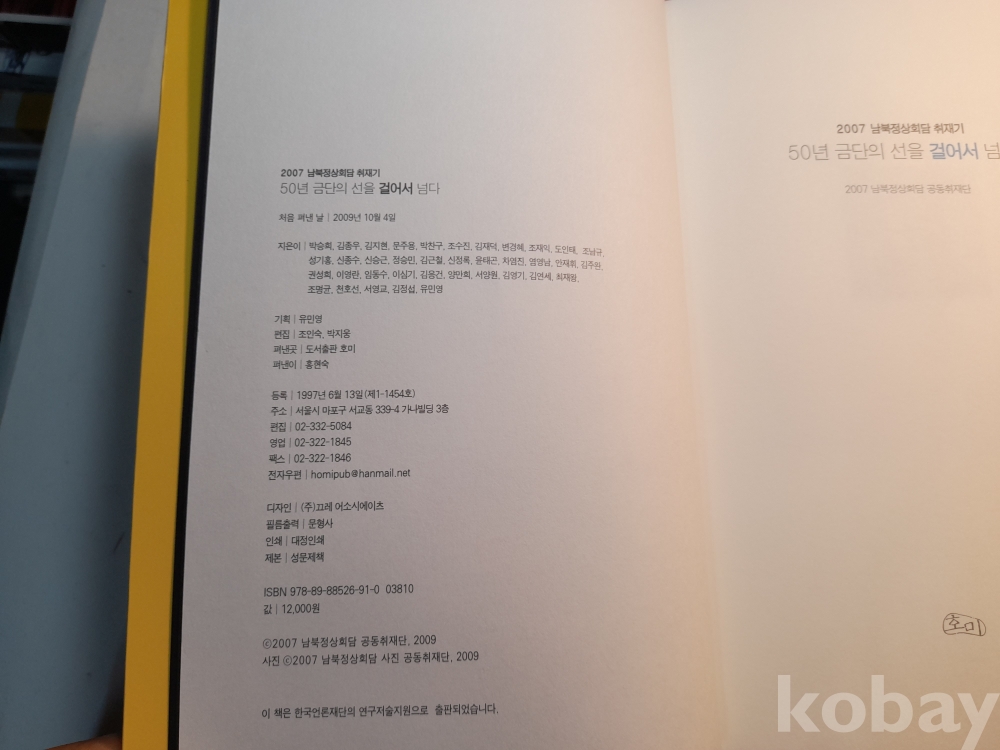 2007 남북정상회담 취재기
50년 금단의 선을 걸어서 넘다
처음 펴낸 날 | 2009년 10월 4일
지은이 | 박승희, 김종우, 김지현, 문주용, 박찬구, 조수진, 김재덕, 변경혜, 조재익, 도인태, 조남규,
성기홍, 신종수, 신승근, 정승민, 김근철, 신정록, 윤태곤, 차염진, 염영남, 안재휘, 김주완,
권성희, 이영란, 임동수, 이심기, 김응건, 양만희, 서양원, 김영기, 김연세, 최재왕,
조명균, 천호선, 서영교, 김정섭, 유민영
기획 | 유민영
편집 | 조인숙, 박지웅
펴낸곳 | 도서출판 호미
펴낸이 | 홍현숙
등록 | 1997년 6월 13일(제1-1454호)
주소 | 서울시 마포구 서교동 339-4 가나빌딩 3층
편집 | 02-332-5084
영업 | 02-322-1845
팩스 | 02-322-1846
전자우편 | homipub@hanmail.net
디자인 | (주)끄레 어소시에이츠
필름출력 | 문형사
인쇄 | 대정인쇄
제본 | 성문제책
ISBN 978-89-88526-91-0 03810
값 | 12,000원
©2007 남북정상회담 공동취재단, 2009
사진 ©2007 남북정상회담 사진 공동취재단, 2009
이 책은 한국언론재단의 연구저술지원으로 출판되었습니다.
2007 남북정상회담 취재기
50년 금단의 선을 걸어서 넘
2007 남북정상회담 공동취재단
호미
kobay